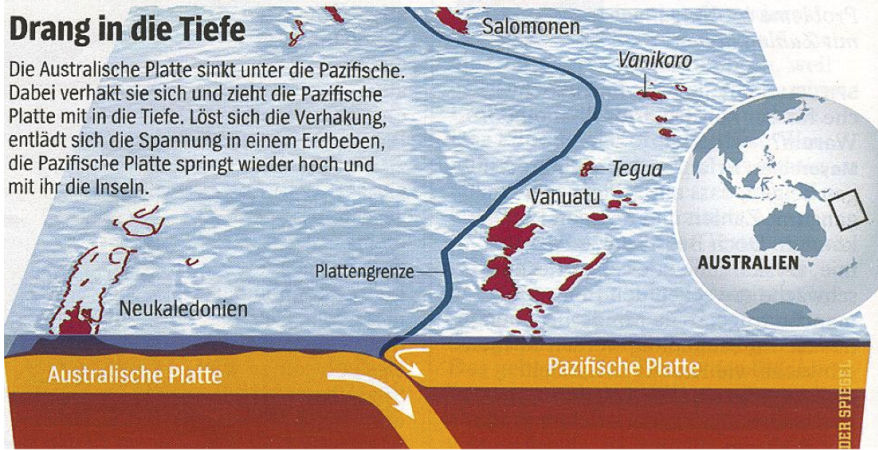 Drang in die Tiefe
Die Australische Platte sinkt unter die Pazifische.
Dabei verhakt sie sich und zieht die Pazifische
Platte mit in die Tiefe. Löst sich die Verhakung,
entlädt sich die Spannung in einem Erdbeben,
die Pazifische Platte springt wieder hoch und
mit ihr die Inseln.
Salomonen
Vanikoro
Tegua
Vanuatu
Plattengrenze
Neukaledonien
AUSTRALIEN
Australische Platte
Pazifische Platte
DER SPIEGEL